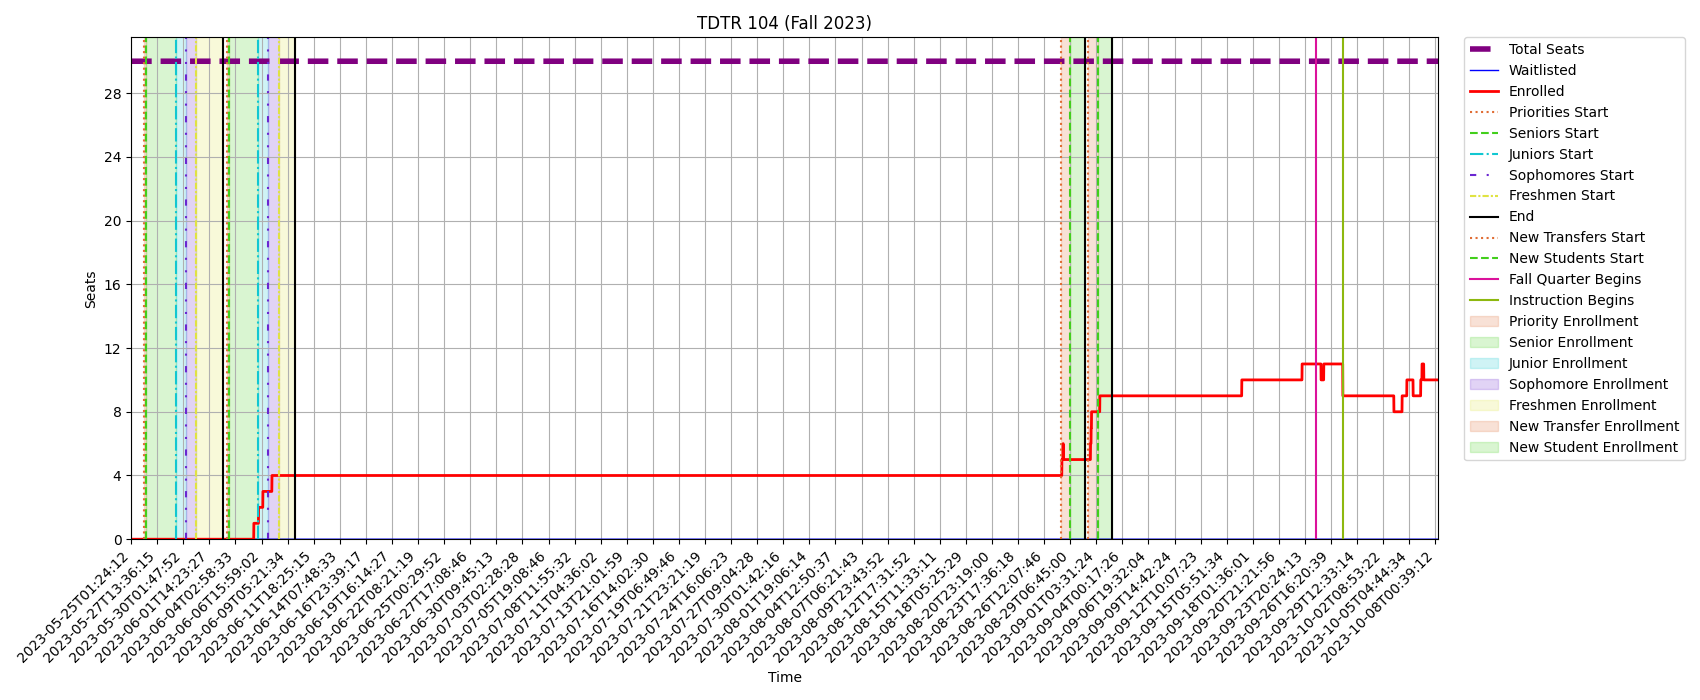 TDTR 104 (Fall 2023)
Seats
28
24
20
16
12
8
4
0
2023-05-25T01:24:12
2023-05-27T13:36:15
2023-05-30T01:47:52
2023-06-01T14:23:27
2023-06-04T02:58:33
2023-06-06T15:59:02
2023-06-09T05:21:34
2023-06-11T18:25:15
2023-06-14T07:48:33
2023-06-16T23:39:17
2023-06-19T16:14:27
2023-06-22T08:21:19
2023-06-25T00:29:52
2023-06-27T17:08:46
2023-06-30T09:45:13
2023-07-03T02:28:28
2023-07-05T19:08:46
2023-07-08T11:55:32
2023-07-11T04:36:02
2023-07-13T21:01:59
2023-07-16T14:02:30
2023-07-19T06:49:46
2023-07-21T23:21:19
2023-07-24T16:06:23
2023-07-27T09:04:28
2023-07-30T01:42:16
2023-08-01T19:06:14
2023-08-04T12:50:37
2023-08-07T06:21:43
2023-08-09T23:43:52
2023-08-12T17:31:52
2023-08-15T11:33:11
2023-08-18T05:25:29
2023-08-20T23:19:00
2023-08-23T17:36:18
2023-08-26T12:07:46
2023-08-29T06:45:00
2023-09-01T03:31:24
2023-09-04T00:17:26
2023-09-06T19:32:04
2023-09-09T14:42:24
2023-09-12T10:07:23
2023-09-15T05:51:34
2023-09-18T01:36:01
2023-09-20T21:21:56
2023-09-23T20:24:13
2023-09-26T16:20:39
2023-09-29T12:33:14
2023-10-02T08:53:22
2023-10-05T04:44:34
2023-10-08T00:39:12
Time
Total Seats
Waitlisted
Enrolled
Priorities Start
Seniors Start
Juniors Start
Sophomores Start
Freshmen Start
End
New Transfers Start
New Students Start
Fall Quarter Begins
Instruction Begins
Priority Enrollment
Senior Enrollment
Junior Enrollment
Sophomore Enrollment
Freshmen Enrollment
New Transfer Enrollment
New Student Enrollment